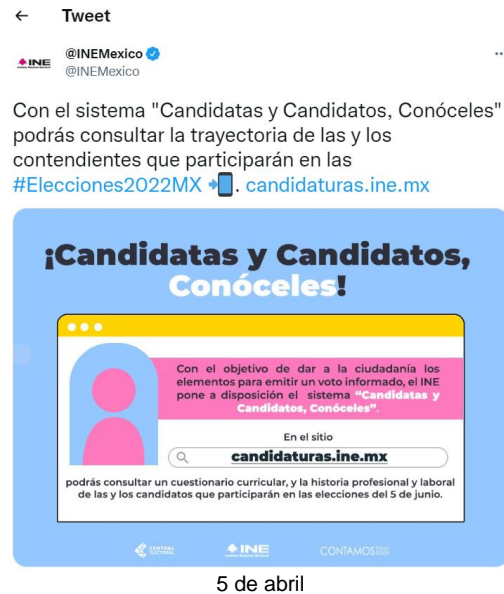 Tweet
INE
@INEMexico
@INEMexico
Con el sistema "Candidatas y Candidatos, Conóceles"
podrás consultar la trayectoria de las y los
contendientes que participarán en las
#Elecciones2022MX . candidaturas.ine.mx
¡Candidatas y Candidatos,
Conóceles!
Con el objetivo de dar a la ciudadanía los
elementos para emitir un voto informado, el INE
pone a disposición el sistema "Candidatas y
Candidatos, Conóceles".
En el sitio
candidaturas.ine.mx
podrás consultar un cuestionario curricular, y la historia profesional y laboral
de las y los candidatos que participarán en las elecciones del 5 de junio.
CENTRAL ELECTORAL
INE
CONTAMOS
5 de abril